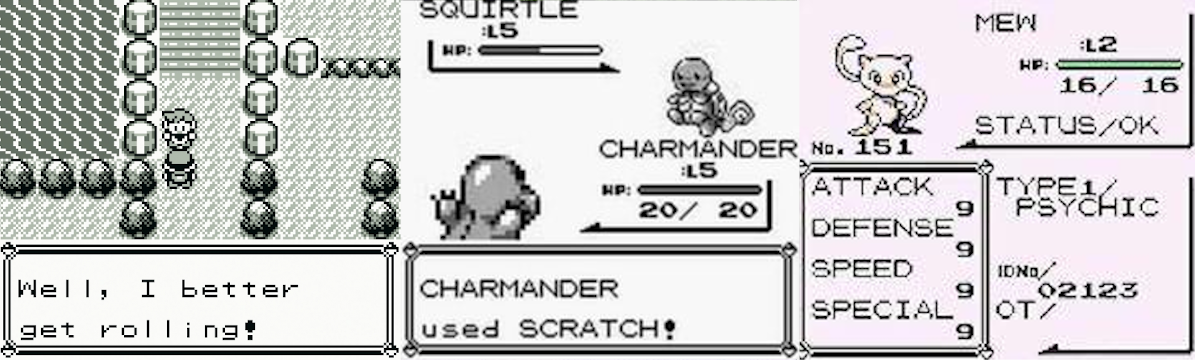 Well, I better
get rolling!
SQUIRTLE
:L5
HP:
CHARMANDER
:L5
HP:
20/ 20
CHARMANDER
used SCRATCH!
MEW
:L2
HP:
16/ 16
STATUS/OK
No.151
ATTACK
9
DEFENSE
9
SPEED
9
SPECIAL
9
TYPE1/
PSYCHIC
IDNo/
02123
OT/